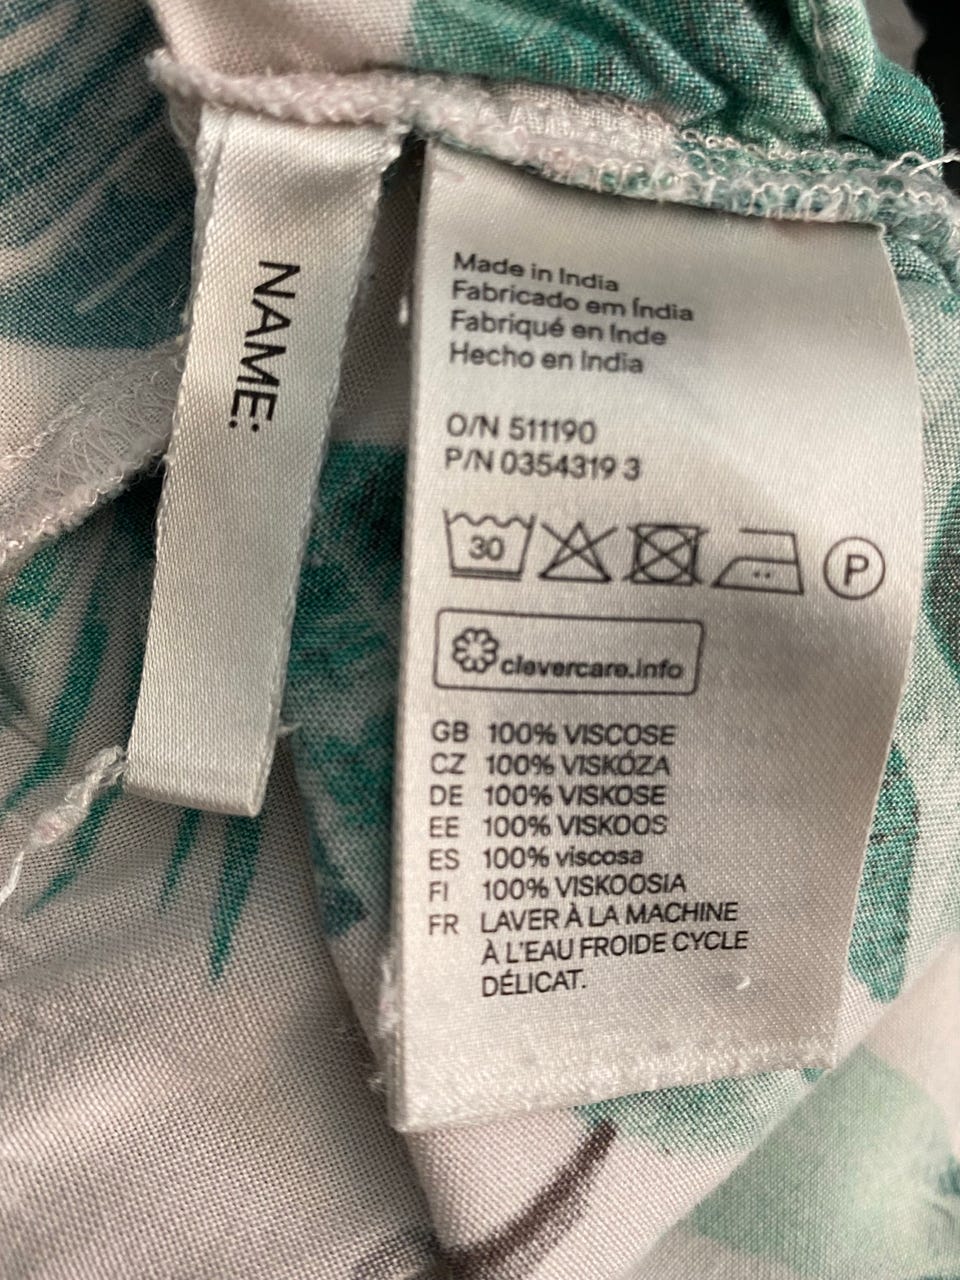 NAME:
Made in India
Fabricado em Índia
Fabriqué en Inde
Hecho en India
O/N 511190
P/N 0354319 3
30
P
clevercare.info
GB 100% VISCOSE
CZ 100% VISKÓZA
DE 100% VISKOSE
EE 100% VISKOOS
ES 100% viscosa
FI 100% VISKOOSIA
FR LAVER À LA MACHINE
À L'EAU FROIDE CYCLE
DÉLICAT.